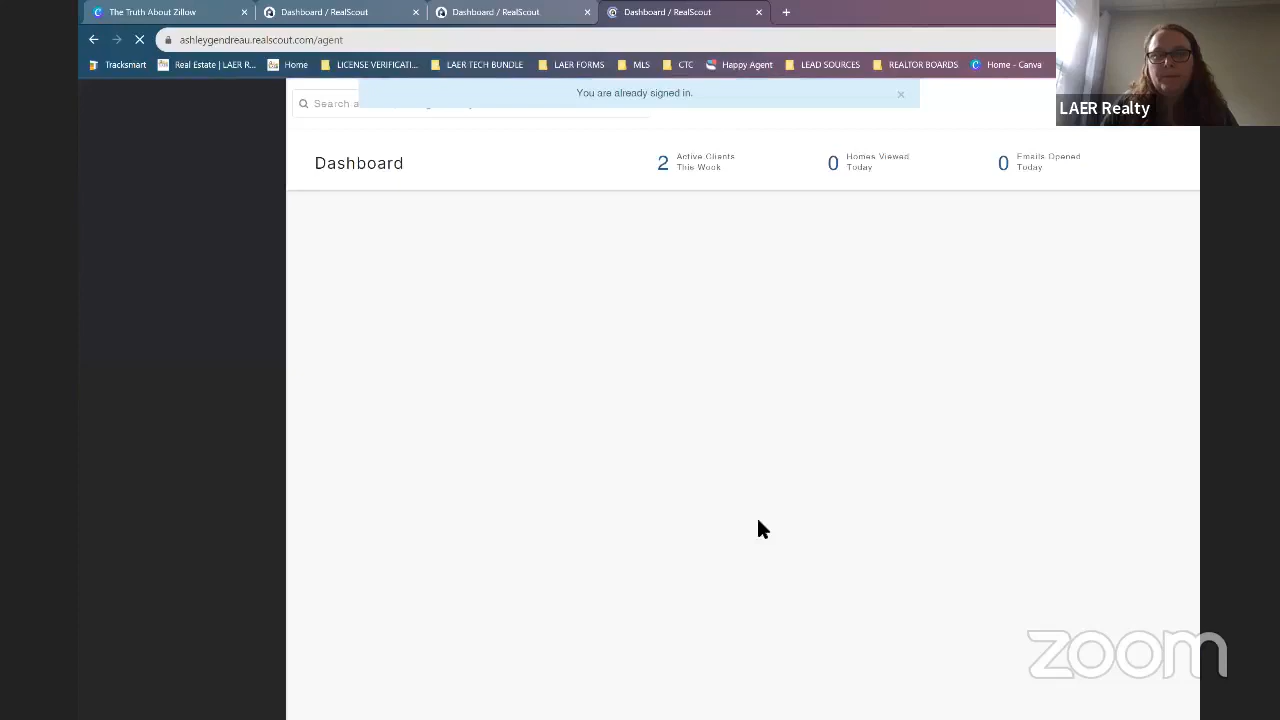 The Truth About Zillow
Dashboard / RealScout
Dashboard / RealScout
Dashboard / RealScout
ashleygendreau.realscout.com/agent
Tracksmart
Real Estate | LAER R...
Home
LICENSE VERIFICATI...
LAER TECH BUNDLE
LAER FORMS
MLS
CTC
Happy Agent
LEAD SOURCES
REALTOR BOARDS
Home - Canva
Search a
You are already signed in.
LAER Realty
Dashboard
2 Active Clients
This Week
0 Homes Viewed
Today
0 Emails Opened
Today
zoom